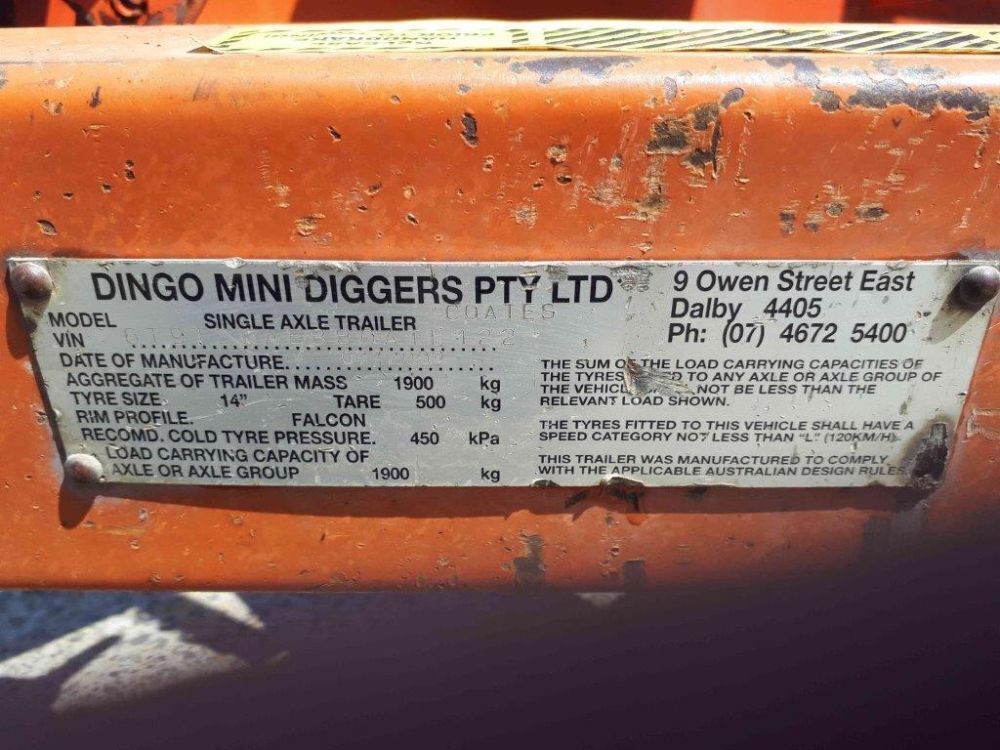 DINGO MINI DIGGERS PTY LTD
9 Owen Street East
Dalby 4405
Ph: (07) 4672 5400
MODEL SINGLE AXLE TRAILER COATES
VIN
DATE OF MANUFACTURE
AGGREGATE OF TRAILER MASS 1900 kg
TYRE SIZE. 14" TARE 500 kg
RIM PROFILE. FALCON
RECOMD. COLD TYRE PRESSURE. 450 kPa
LOAD CARRYING CAPACITY OF
AXLE OR AXLE GROUP 1900 kg
THE SUM OF THE LOAD CARRYING CAPACITIES OF
THE TYRES TO ANY AXLE OR AXLE GROUP OF
THE VEHICLE NOT BE LESS THAN THE
RELEVANT LOAD SHOWN.
THE TYRES FITTED TO THIS VEHICLE SHALL HAVE A
SPEED CATEGORY NOT LESS THAN "L" (120KM/H).
THIS TRAILER WAS MANUFACTURED TO COMPLY
WITH THE APPLICABLE AUSTRALIAN DESIGN RULES